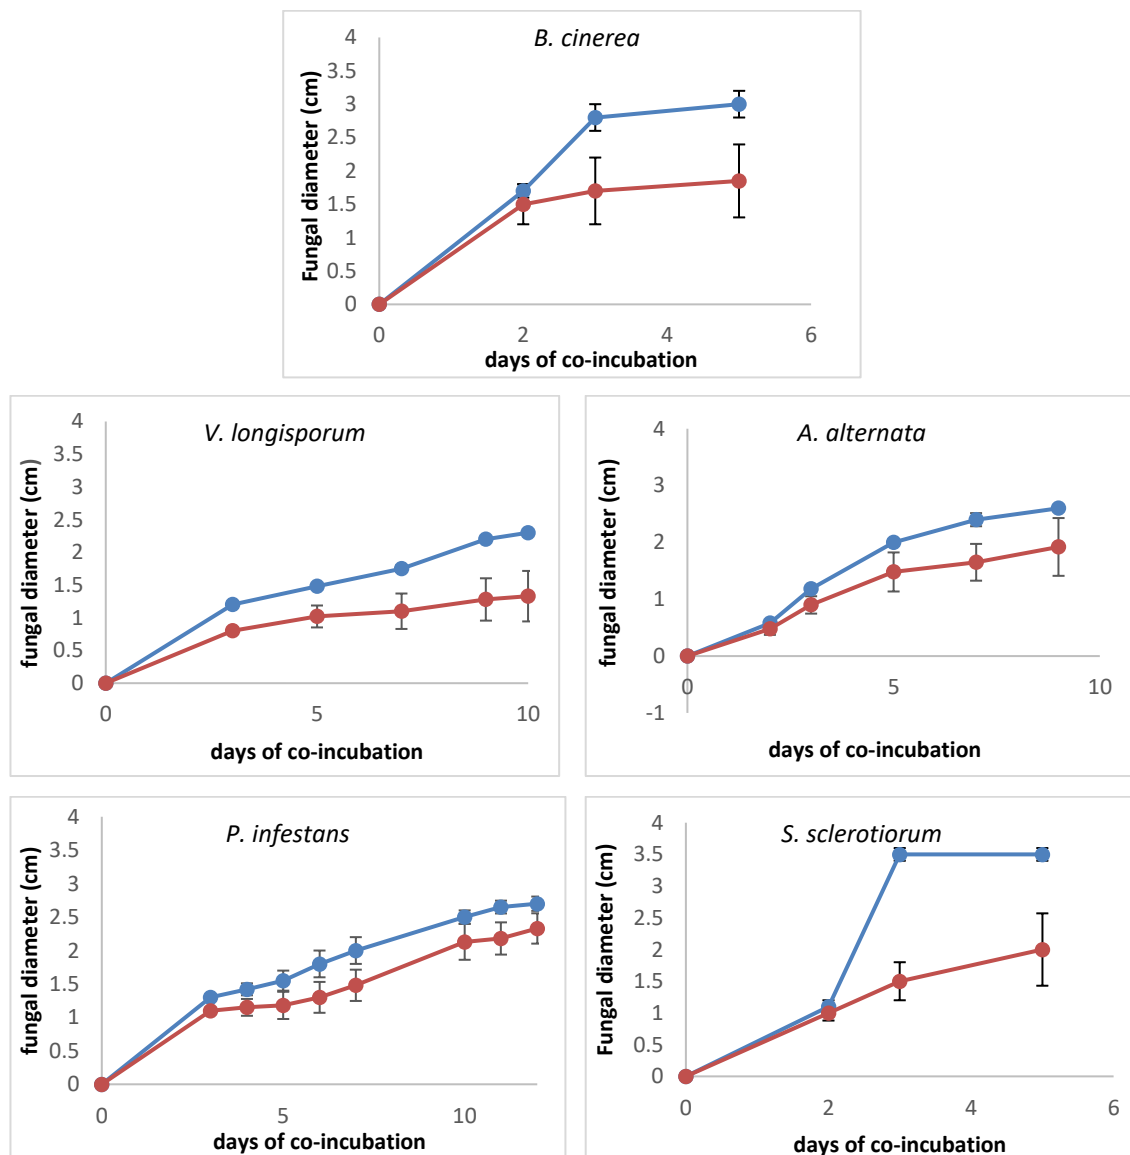 B. cinerea
Fungal diameter (cm)
4
3.5
3
2.5
2
1.5
1
0.5
0
0 2 4 6
days of co-incubation
V. longisporum
fungal diameter (cm)
4
3.5
3
2.5
2
1.5
1
0.5
0
0 5 10
days of co-incubation
A. alternata
fungal diameter (cm)
4
3
2
1
0
-1
0 5 10
days of co-incubation
P. infestans
fungal diameter (cm)
4
3.5
3
2.5
2
1.5
1
0.5
0
0 5 10
days of co-incubation
S. sclerotiorum
Fungal diameter (cm)
4
3.5
3
2.5
2
1.5
1
0.5
0
0 2 4 6
days of co-incubation